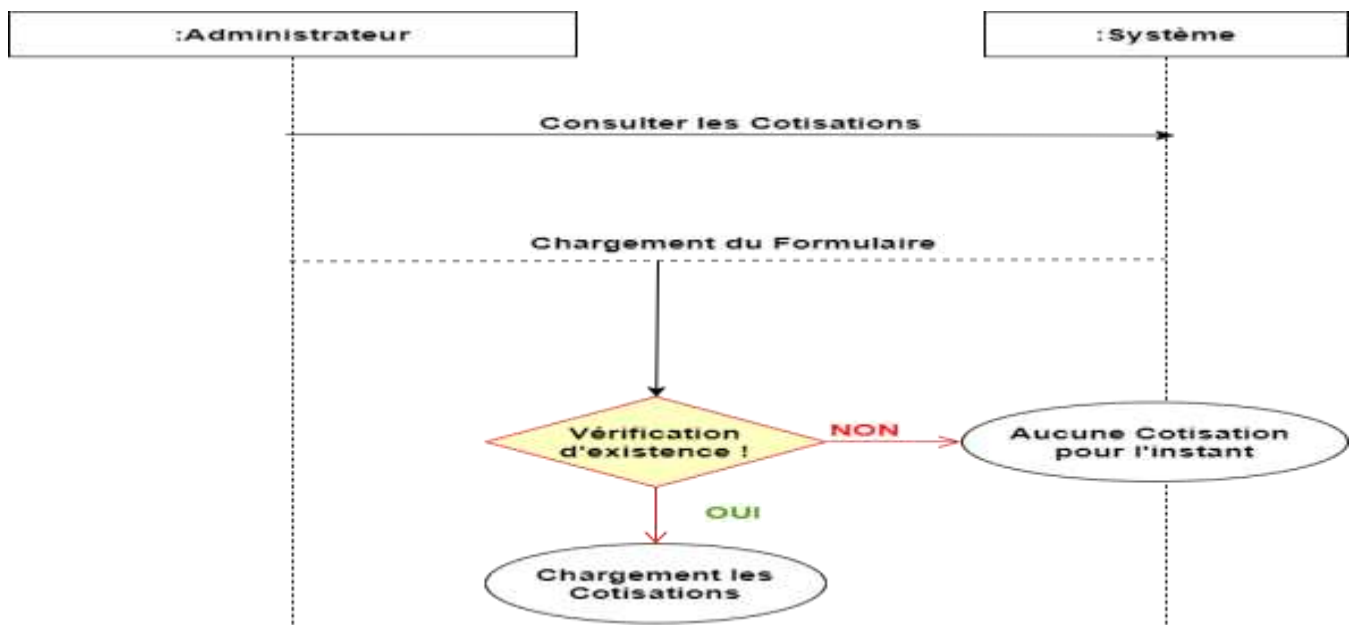 :Administrateur
:Système
Consulter les Cotisations
Chargement du Formulaire
Vérification
d'existence !
NON
Aucune Cotisation
pour l'instant
OUI
Chargement les
Cotisations